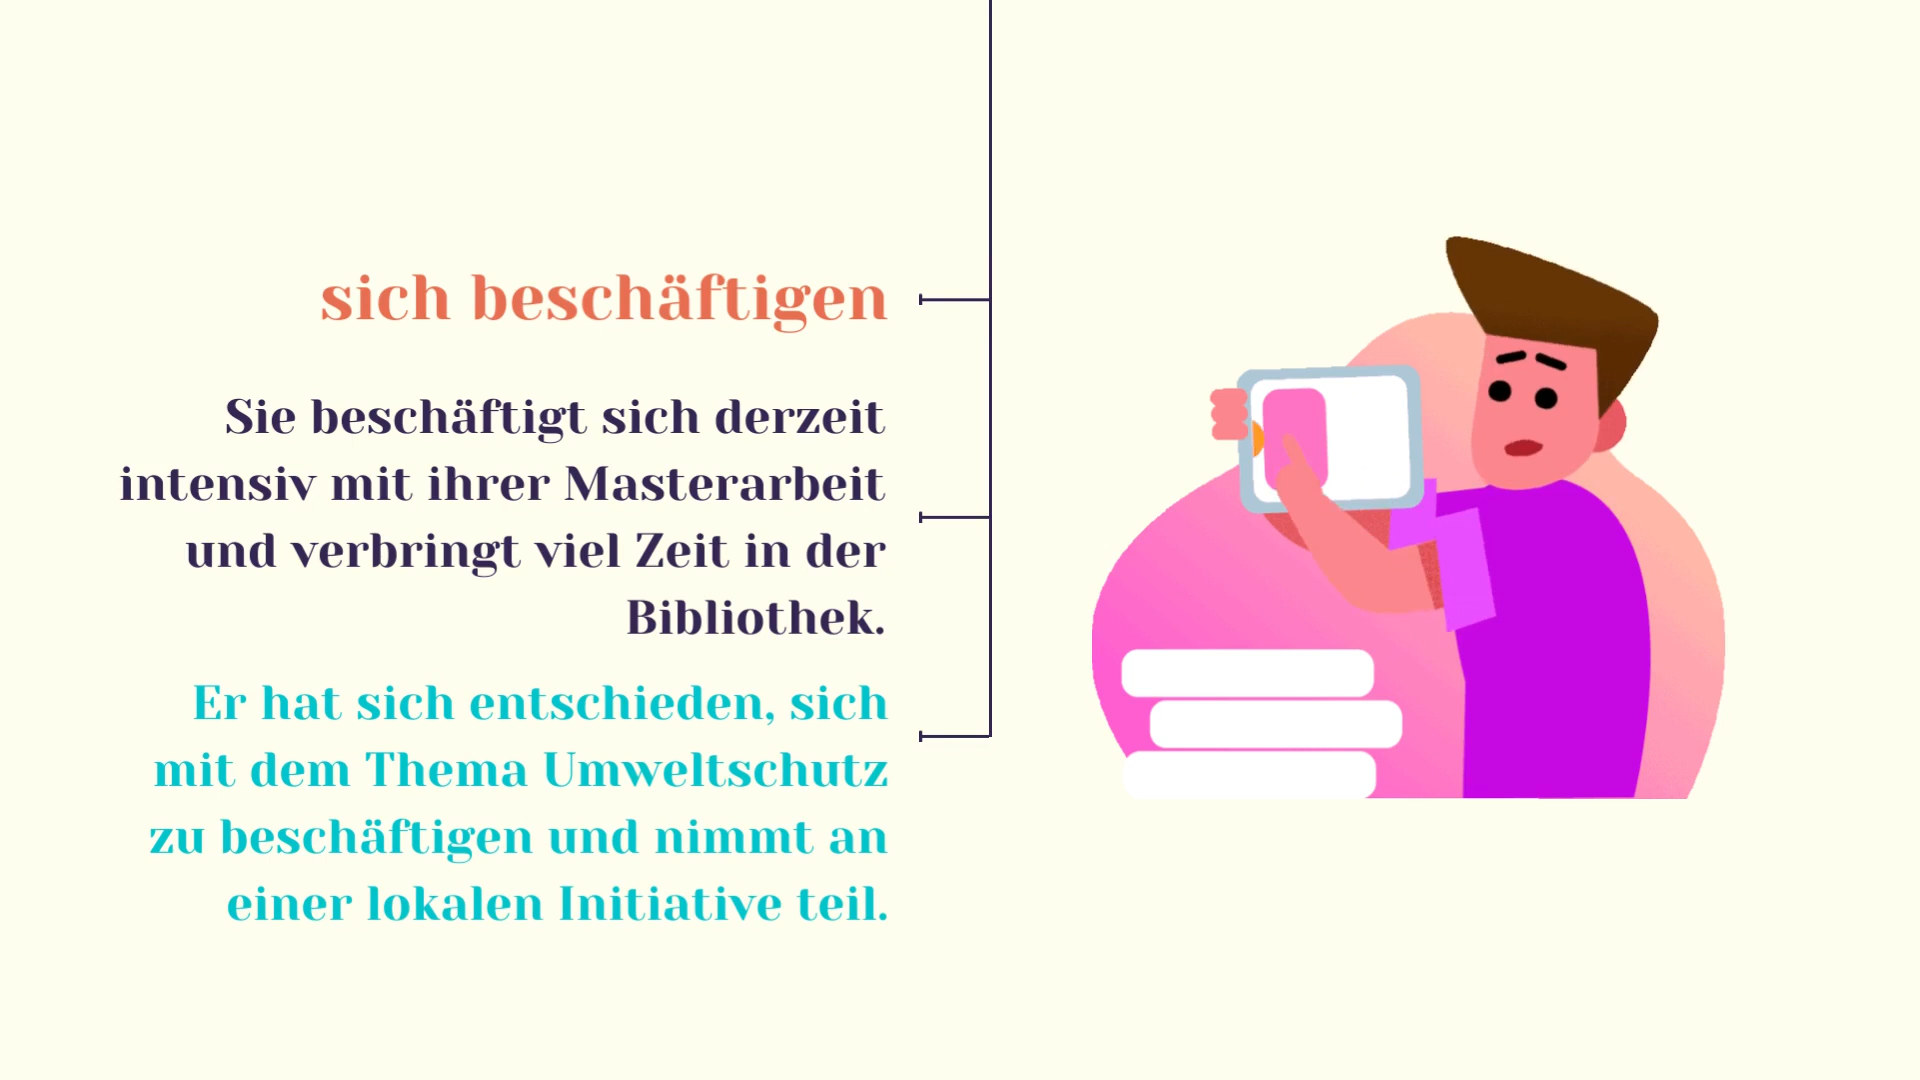 sich beschäftigen
Sie beschäftigt sich derzeit
intensiv mit ihrer Masterarbeit
und verbringt viel Zeit in der
Bibliothek.
Er hat sich entschieden, sich
mit dem Thema Umweltschutz
zu beschäftigen und nimmt an
einer lokalen Initiative teil.